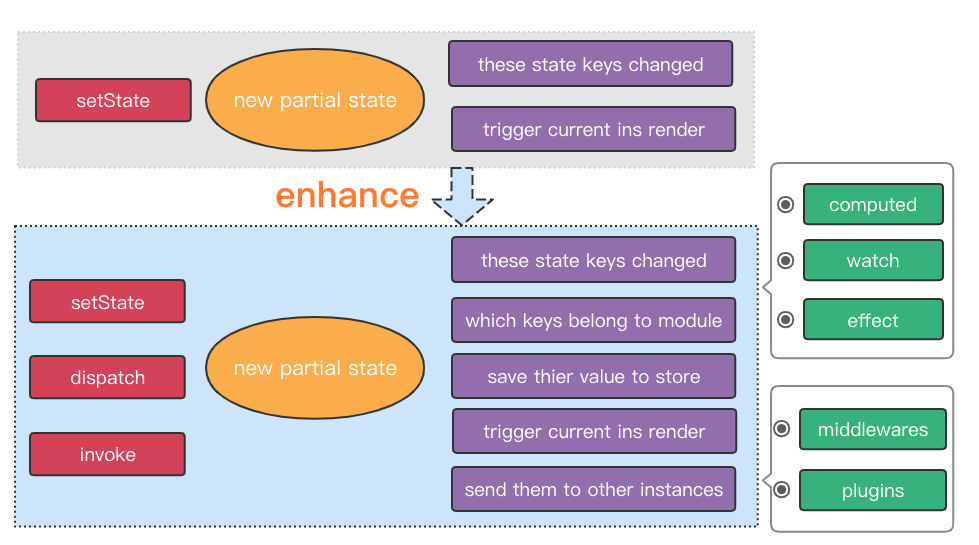 setState
new partial state
these state keys changed
trigger current ins render
enhance
setState
dispatch
invoke
new partial state
these state keys changed
which keys belong to module
save thier value to store
trigger current ins render
send them to other instances
computed
watch
effect
middlewares
plugins